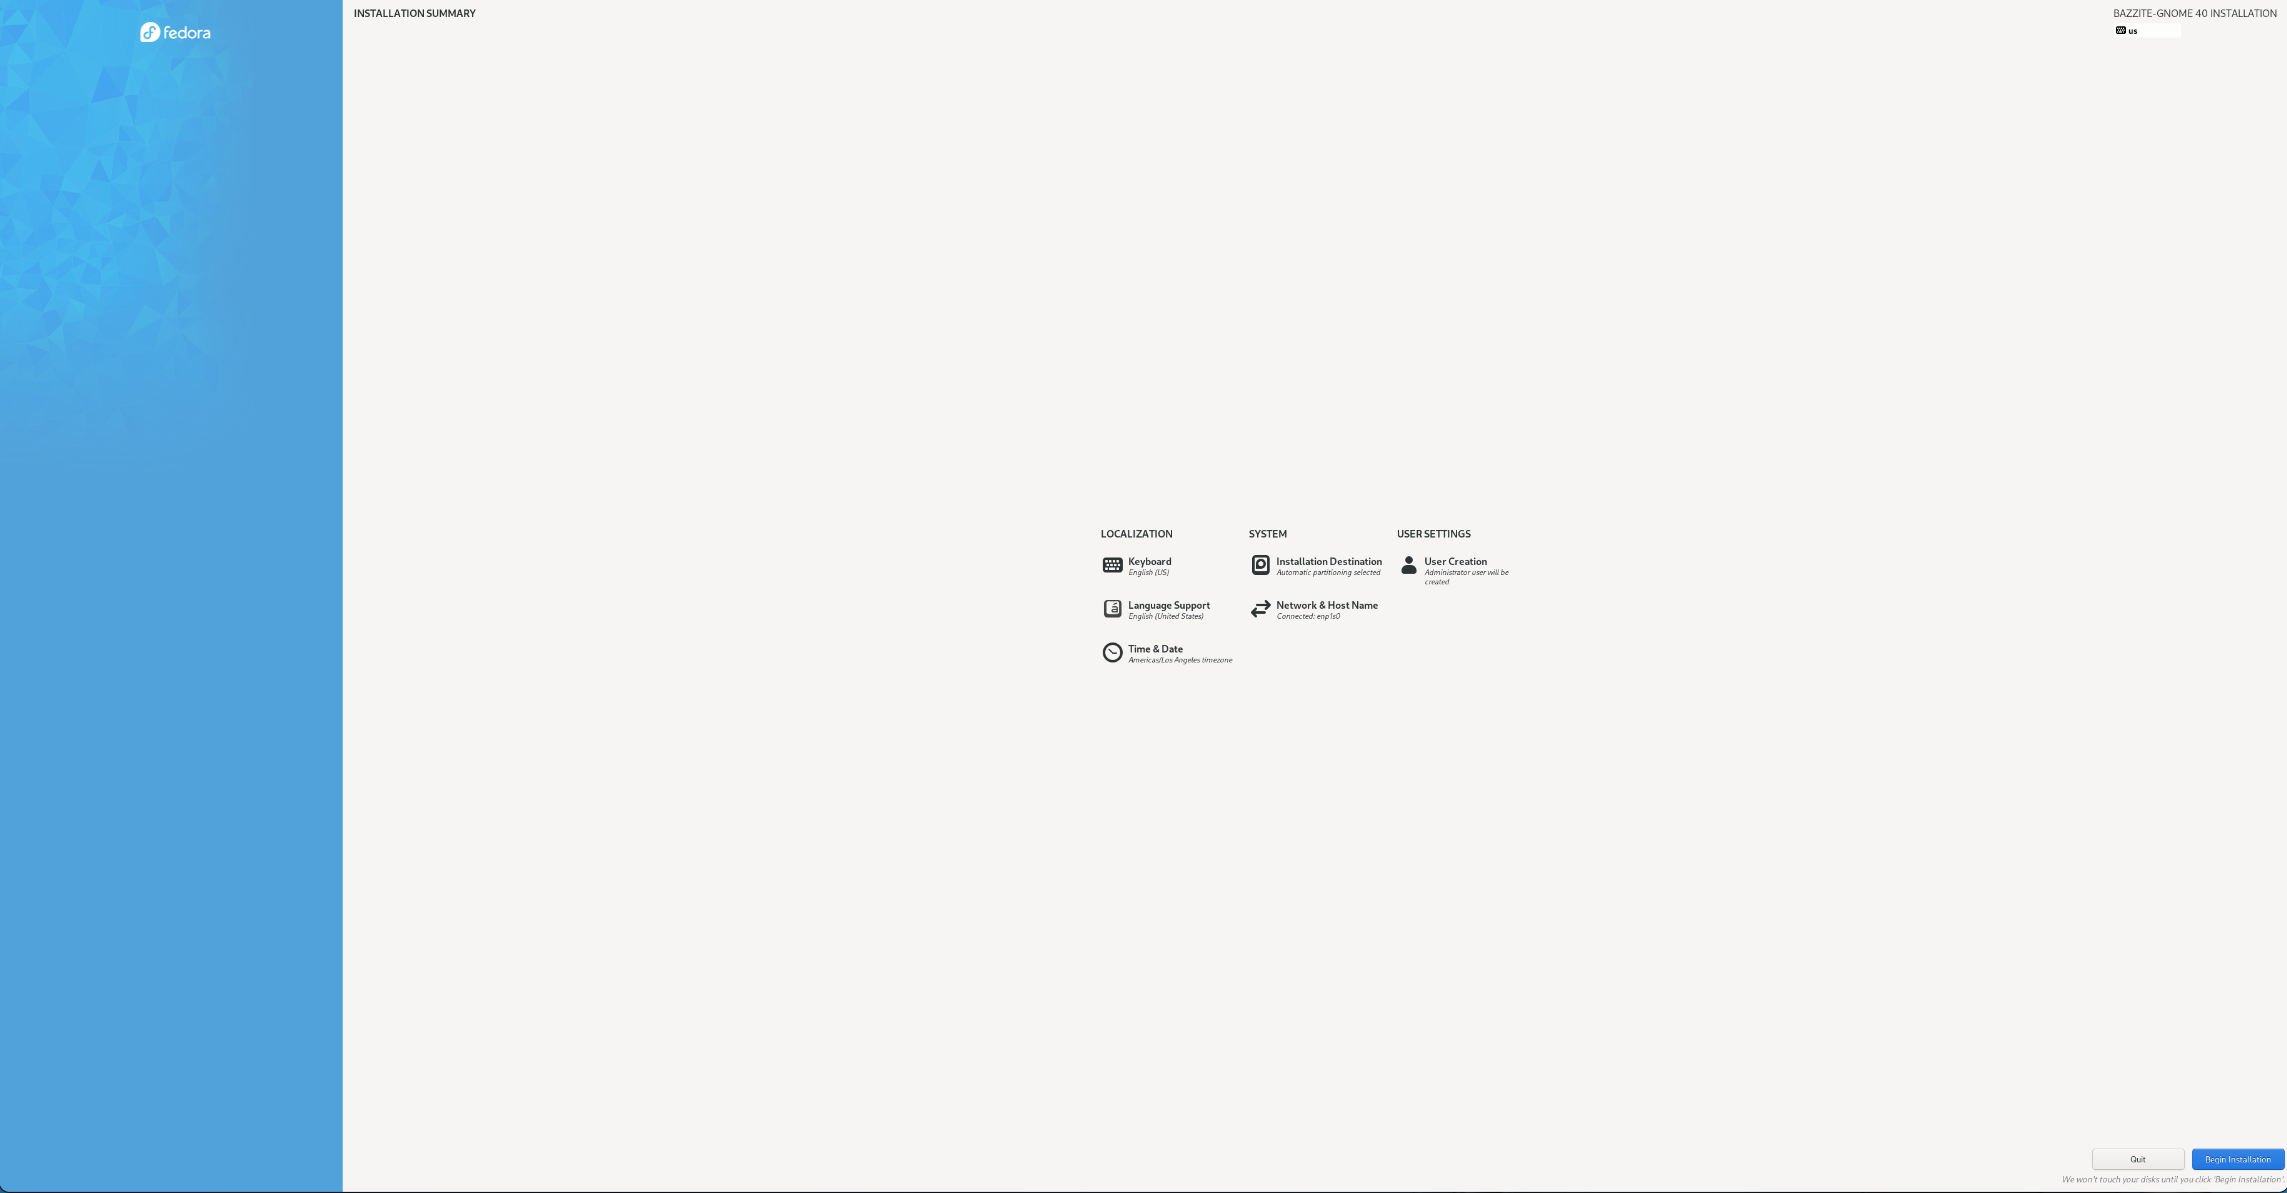 fedora
INSTALLATION SUMMARY
BAZZITE-GNOME 40 INSTALLATION
us
LOCALIZATION
Keyboard
English (US)
Language Support
English (United States)
Time & Date
Americas/Los Angeles timezone
SYSTEM
Installation Destination
Automatic partitioning selected
Network & Host Name
Connected: enp1s0
USER SETTINGS
User Creation
Administrator user will be
created
Quit
Begin Installation
We won't touch your disks until you click 'Begin Installation'.